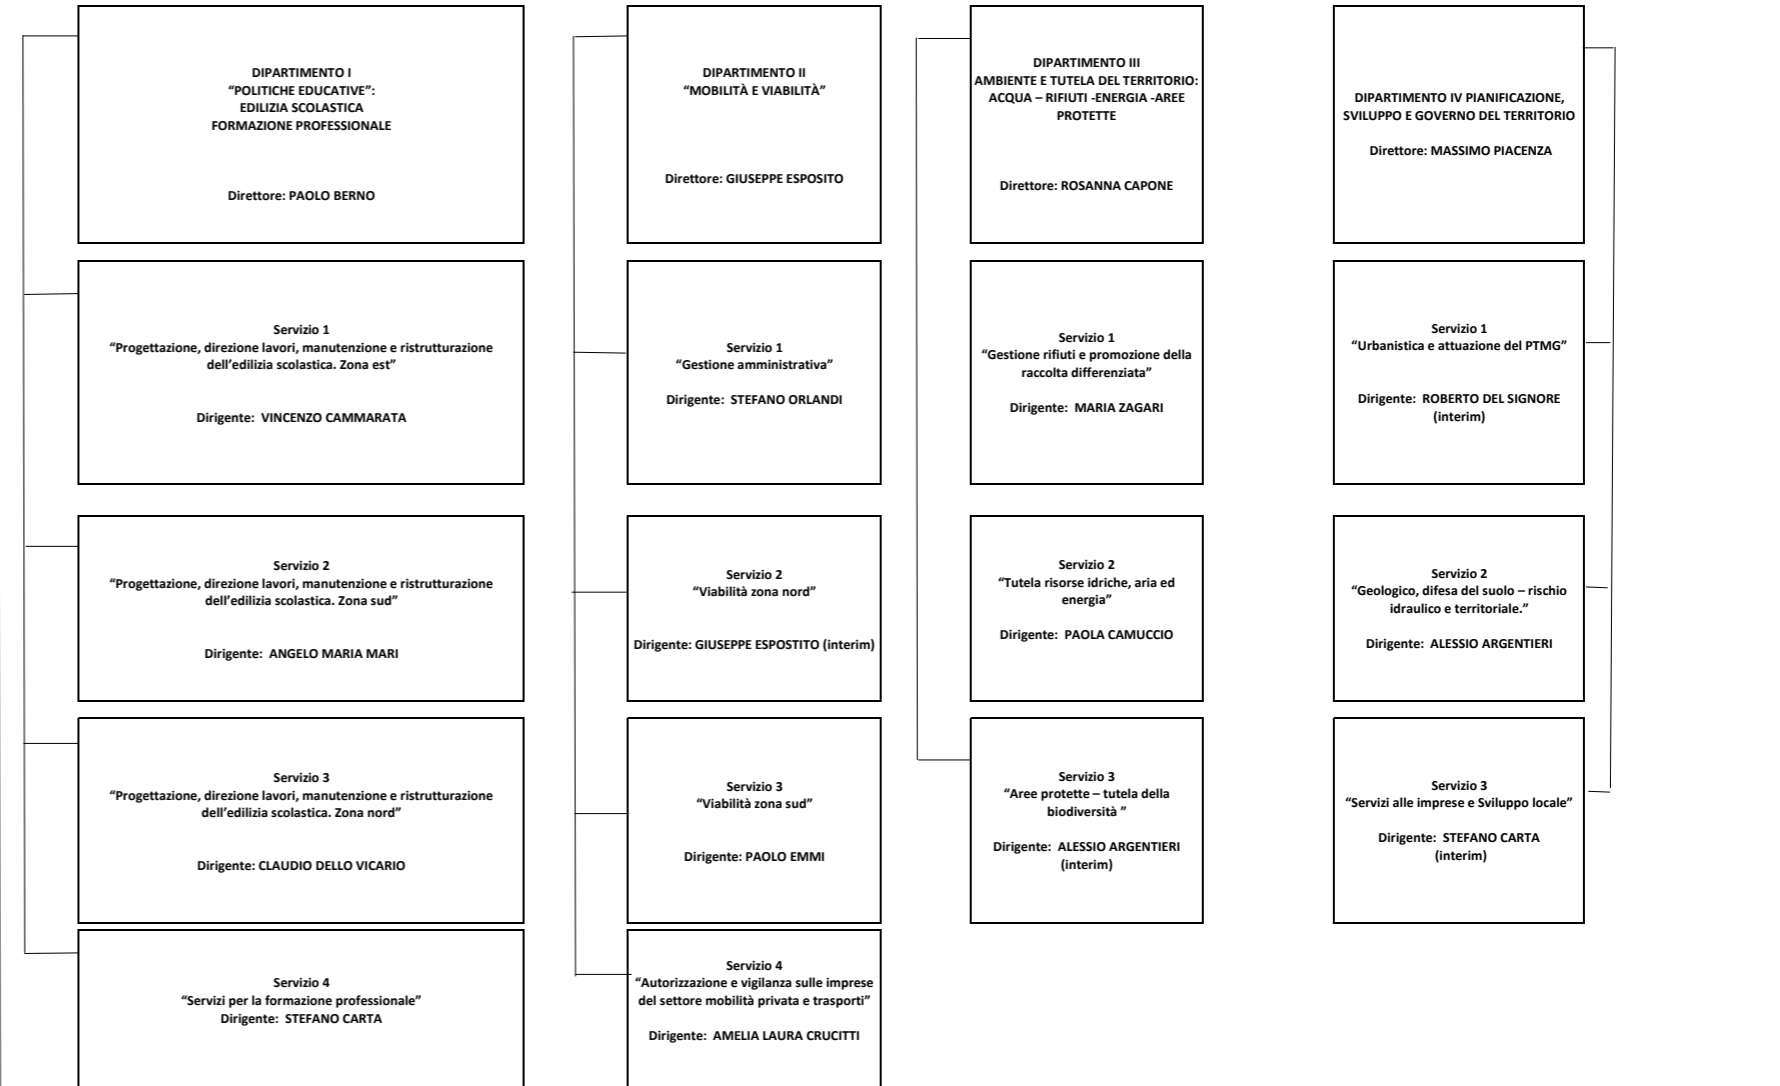 DIPARTIMENTO I
“POLITICHE EDUCATIVE”:
EDILIZIA SCOLASTICA
FORMAZIONE PROFESSIONALE
Direttore: PAOLO BERNO
DIPARTIMENTO II
“MOBILITÀ E VIABILITÀ”
Direttore: GIUSEPPE ESPOSITO
DIPARTIMENTO III
AMBIENTE E TUTELA DEL TERRITORIO:
ACQUA – RIFIUTI -ENERGIA -AREE
PROTETTE
Direttore: ROSANNA CAPONE
DIPARTIMENTO IV PIANIFICAZIONE,
SVILUPPO E GOVERNO DEL TERRITORIO
Direttore: MASSIMO PIACENZA
Servizio 1
“Progettazione, direzione lavori, manutenzione e ristrutturazione
dell’edilizia scolastica. Zona est”
Dirigente: VINCENZO CAMMARATA
Servizio 1
“Gestione amministrativa”
Dirigente: STEFANO ORLANDI
Servizio 1
“Gestione rifiuti e promozione della
raccolta differenziata”
Dirigente: MARIA ZAGARI
Servizio 1
“Urbanistica e attuazione del PTMG”
Dirigente: ROBERTO DEL SIGNORE
(interim)
Servizio 2
“Progettazione, direzione lavori, manutenzione e ristrutturazione
dell’edilizia scolastica. Zona sud”
Dirigente: ANGELO MARIA MARI
Servizio 2
“Viabilità zona nord”
Dirigente: GIUSEPPE ESPOSTITO (interim)
Servizio 2
“Tutela risorse idriche, aria ed
energia”
Dirigente: PAOLA CAMUCCIO
Servizio 2
“Geologico, difesa del suolo – rischio
idraulico e territoriale.”
Dirigente: ALESSIO ARGENTIERI
Servizio 3
“Progettazione, direzione lavori, manutenzione e ristrutturazione
dell’edilizia scolastica. Zona nord”
Dirigente: CLAUDIO DELLO VICARIO
Servizio 3
“Viabilità zona sud”
Dirigente: PAOLO EMMI
Servizio 3
“Aree protette – tutela della
biodiversità ”
Dirigente: ALESSIO ARGENTIERI
(interim)
Servizio 3
“Servizi alle imprese e Sviluppo locale”
Dirigente: STEFANO CARTA
(interim)
Servizio 4
“Servizi per la formazione professionale”
Dirigente: STEFANO CARTA
Servizio 4
“Autorizzazione e vigilanza sulle imprese
del settore mobilità privata e trasporti”
Dirigente: AMELIA LAURA CRUCITTI